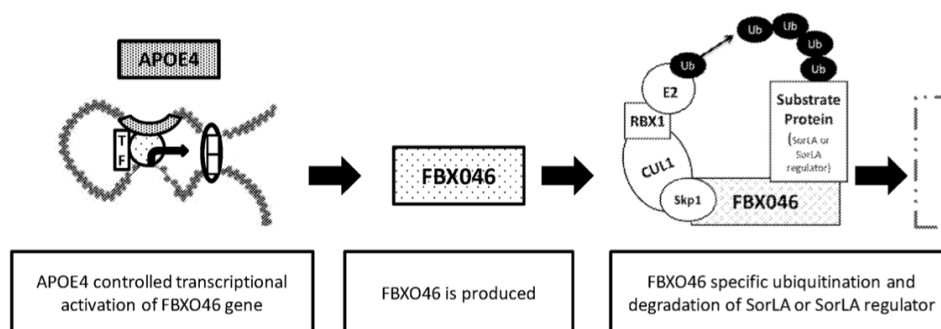 APOE4
T
F
FBX046
Ub
Ub
Ub
Ub
Ub
E2
RBX1
CUL1
Skp1
Substrate
Protein
(SorLA or
SorLA
regulator)
FBX046
APOE4 controlled transcriptional
activation of FBXO46 gene
FBXO46 is produced
FBXO46 specific ubiquitination and
degradation of SorLA or SorLA regulator